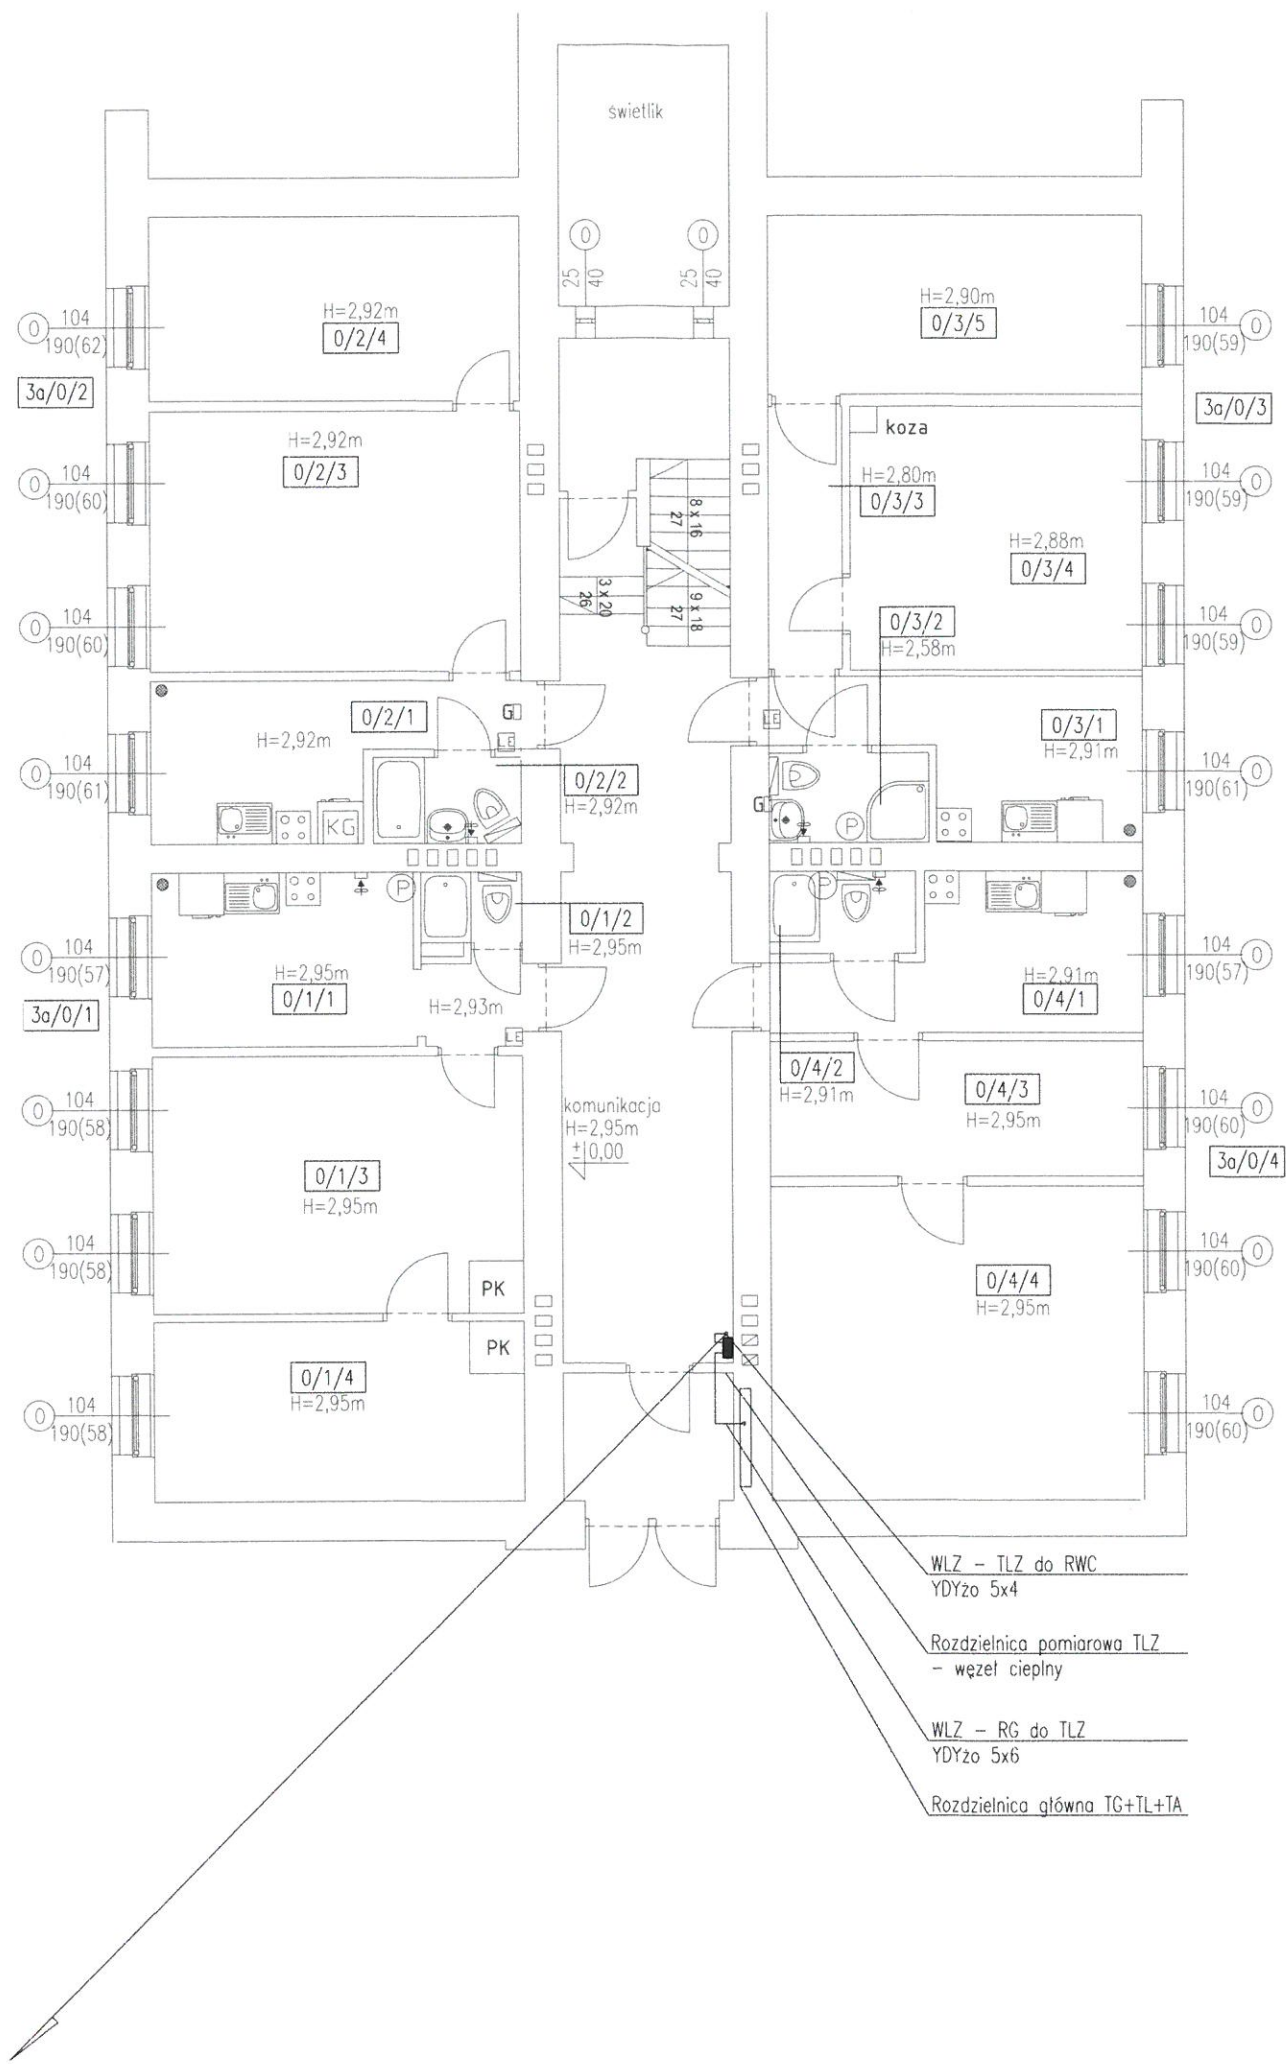 świetlik
O
O
25
40
25
40
H=2,92m
0/2/4
O
104
190(62)
3a/0/2
H=2,90m
0/3/5
104
190(59)
O
3a/0/3
H=2,92m
0/2/3
O
104
190(60)
koza
H=2,80m
0/3/3
104
190(59)
O
8 x 16
27
H=2,88m
0/3/4
3 x 20
26
9 x 18
27
O
104
190(60)
0/3/2
H=2,58m
104
190(59)
O
0/2/1
G
LE
H=2,92m
LE
0/3/1
H=2,91m
O
104
190(61)
0/2/2
H=2,92m
104
190(61)
O
KG
G
P
P
P
0/1/2
H=2,95m
O
104
190(57)
H=2,95m
0/1/1
H=2,93m
3a/0/1
LE
H=2,91m
0/4/1
104
190(57)
O
0/4/2
H=2,91m
0/4/3
H=2,95m
O
104
190(58)
komunikacja
H=2,95m
±0,00
104
190(60)
O
3a/0/4
0/1/3
H=2,95m
O
104
190(58)
PK
0/4/4
H=2,95m
104
190(60)
O
PK
0/1/4
H=2,95m
O
104
190(58)
104
190(60)
O
WLZ - TLZ do RWC
YDYżo 5x4
Rozdzielnica pomiarowa TLZ
- węzeł cieplny
WLZ - RG do TLZ
YDYżo 5x6
Rozdzielnica główna TG+TL+TA